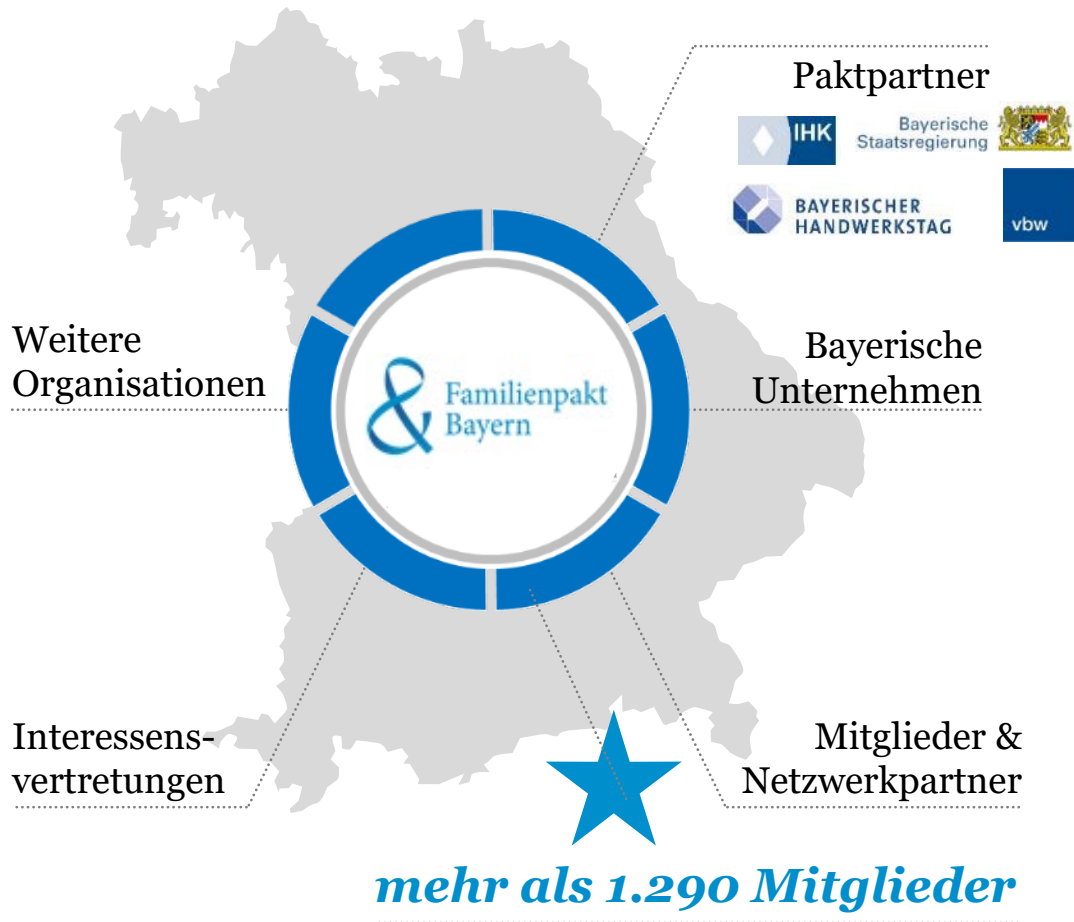 Paktpartner
IHK
Bayerische
Staatsregierung
BAYERISCHER
HANDWERKSTAG
vbw
Weitere
Organisationen
Bayerische
Unternehmen
Familienpakt
Bayern
Interessens-
vertretungen
Mitglieder &
Netzwerkpartner
mehr als 1.290 Mitglieder